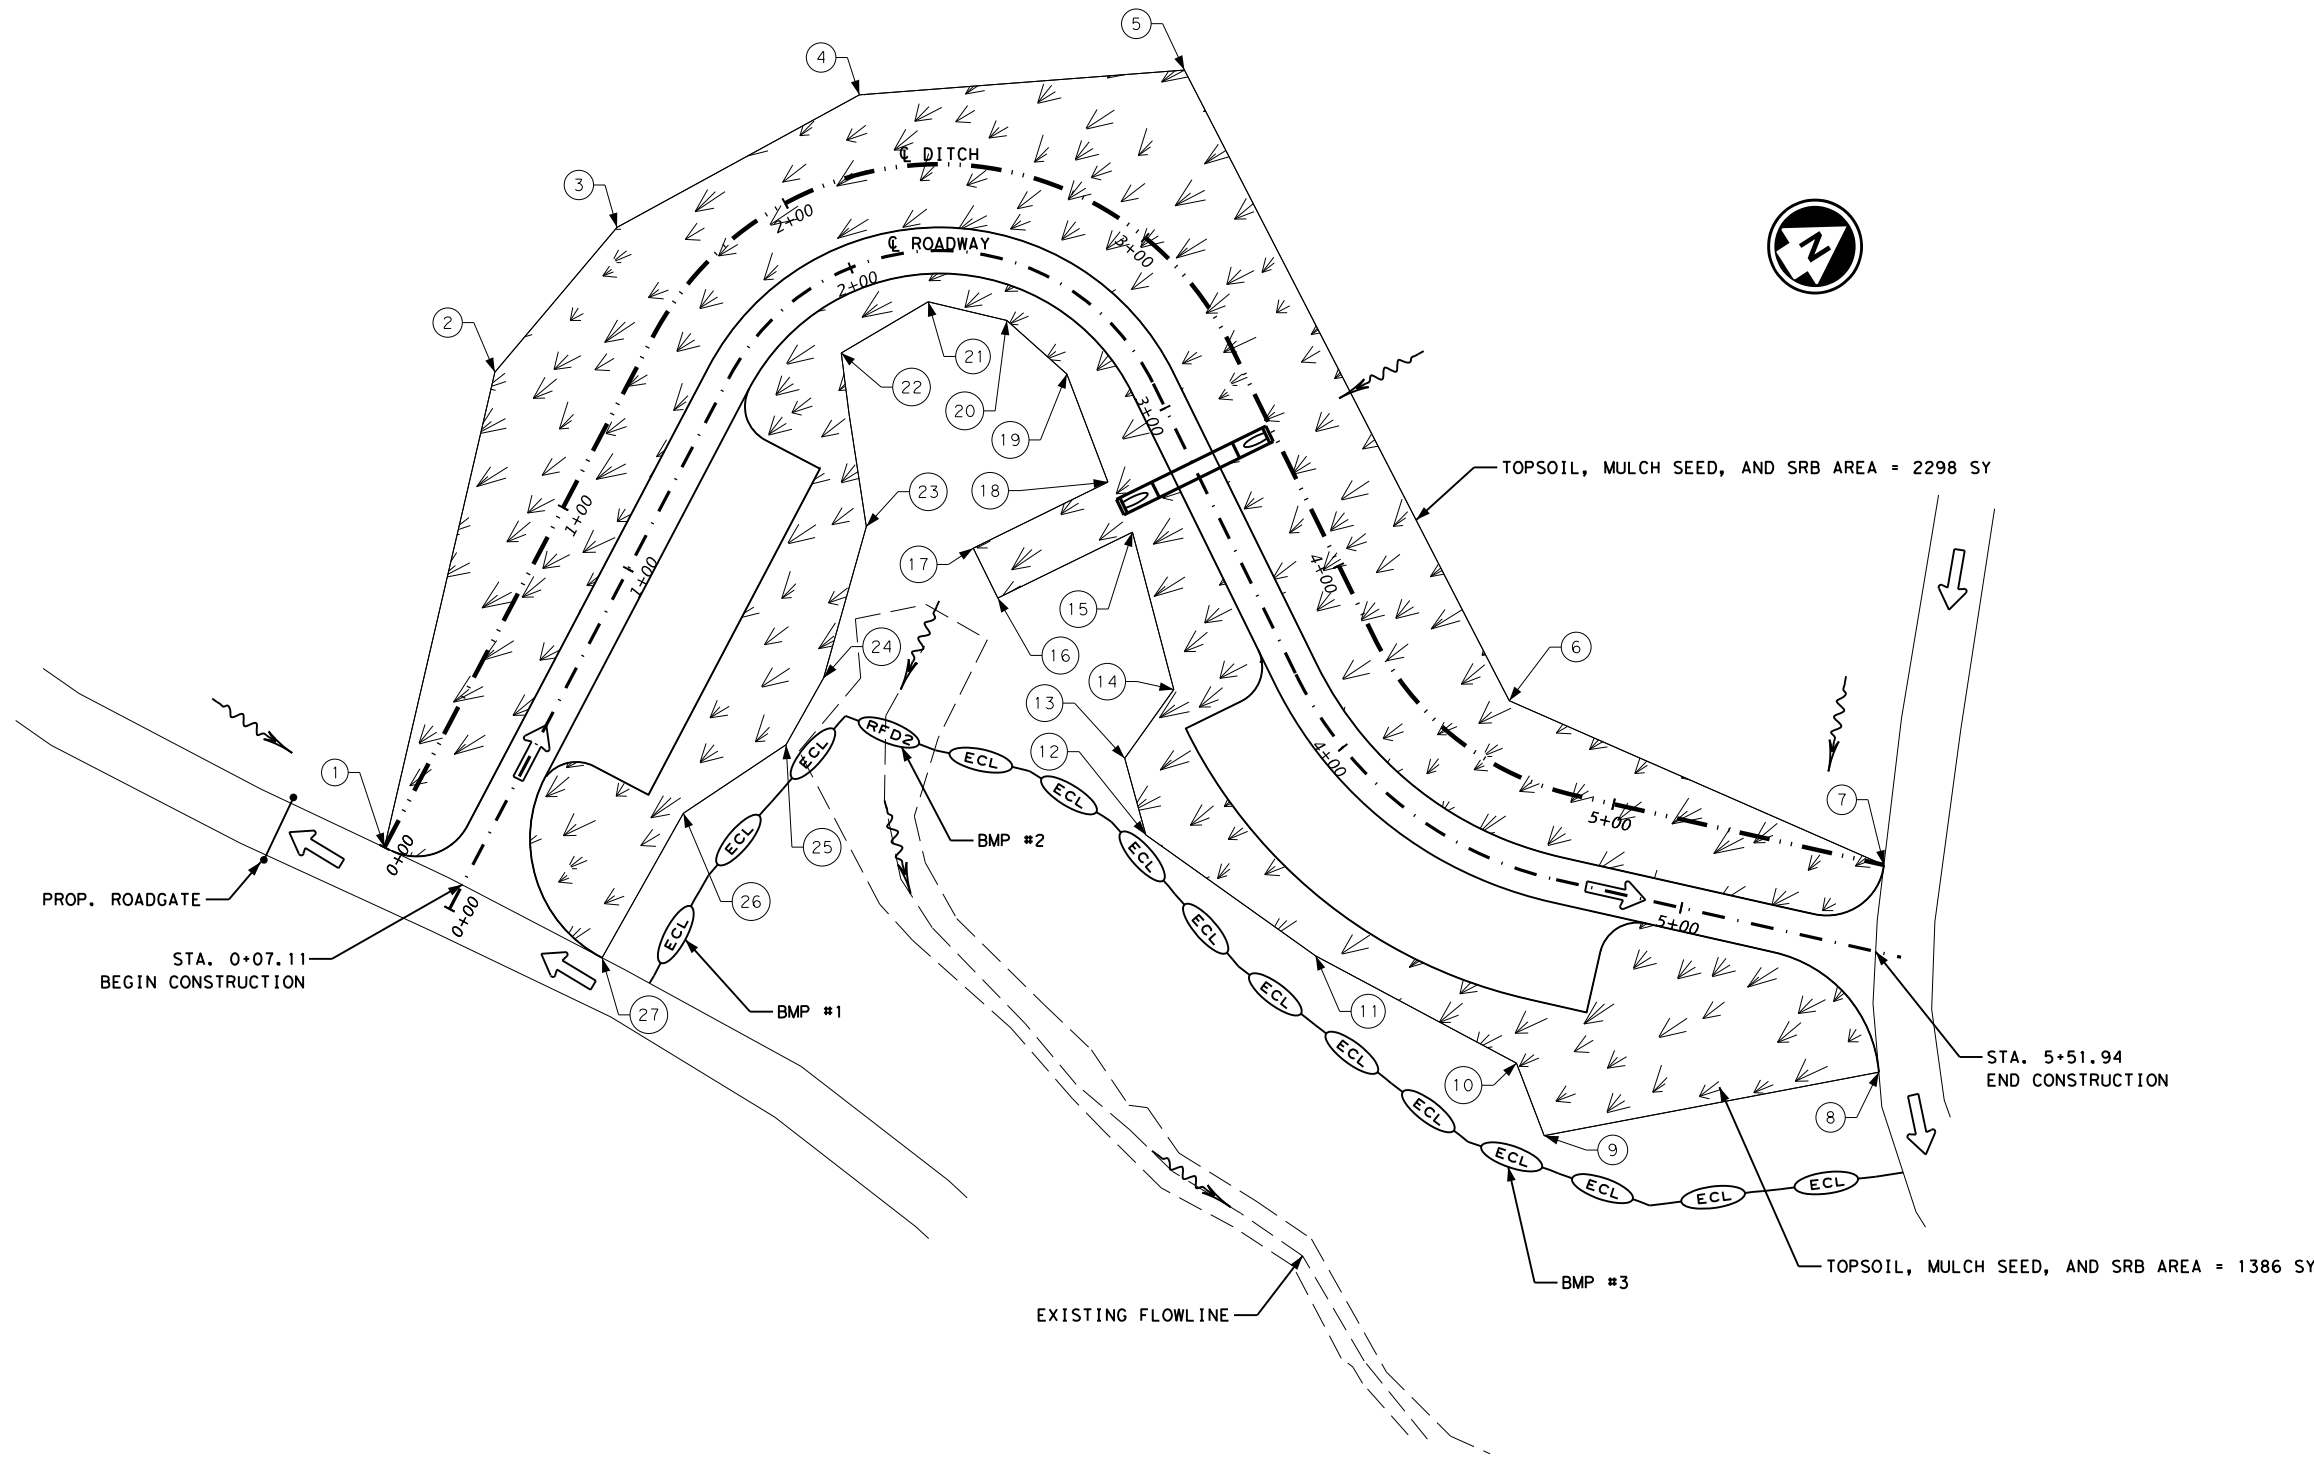 5
4
3
2
℄ DITCH
2+00
3+00
℄ ROADWAY
2+00
N
21
22
20
19
3+00
18
23
TOPSOIL, MULCH SEED, AND SRB AREA = 2298 SY
1+00
17
1+00
4+00
15
16
24
6
14
13
12
1
RFD2
ECL
ECL
ECL
ECL
BMP #2
25
4+00
7
5+00
0+00
ECL
26
PROP. ROADGATE
0+00
ECL
ECL
5+00
STA. 0+07.11
BEGIN CONSTRUCTION
27
BMP #1
ECL
11
ECL
10
STA. 5+51.94
END CONSTRUCTION
ECL
8
9
ECL
ECL
ECL
ECL
BMP #3
TOPSOIL, MULCH SEED, AND SRB AREA = 1386 SY
EXISTING FLOWLINE